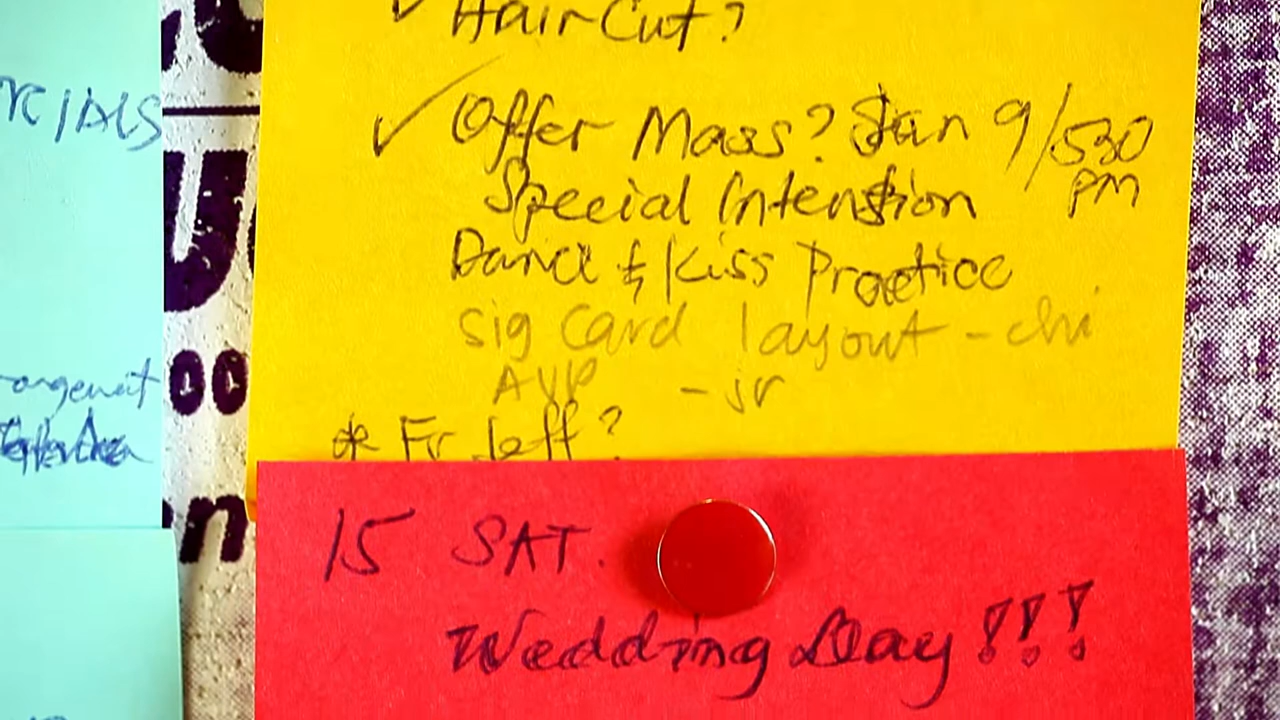 ✓ Hair Cut?
✓ Offer Mass? Jan 9/530 PM
Special Intension
Dance & Kiss Practice
sig card layout - chi
AVP - jr
* Fr Jeff?
15 SAT.
Wedding Day!!!